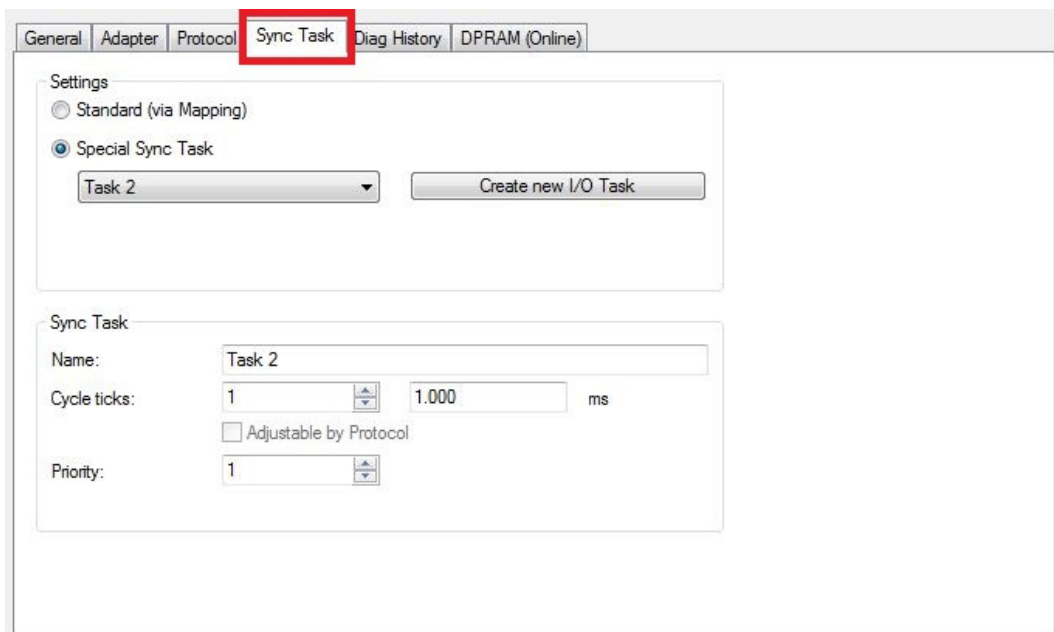 General Adapter Protocol Sync Task Diag History DPRAM (Online)
Settings
Standard (via Mapping)
Special Sync Task
Task 2 Create new I/O Task
Sync Task
Name: Task 2
Cycle ticks: 1 1.000 ms
Adjustable by Protocol
Priority: 1